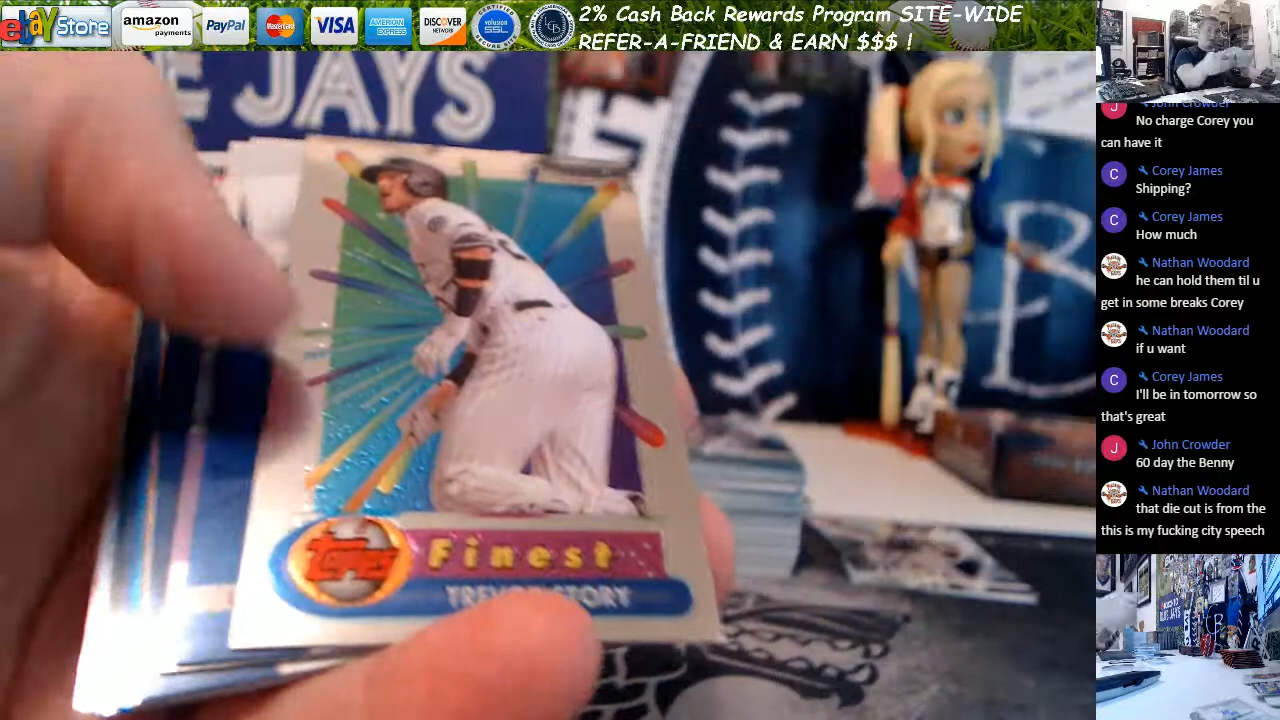 ebay Store
amazon
payments
PayPal
MasterCard
VISA
AMERICAN
EXPRESS
DISCOVER
NETWORK
SSL
2% Cash Back Rewards Program SITE-WIDE
REFER-A-FRIEND & EARN $$$ !
E JAYS
Topps
Finest
TREVOR STORY
B
J John Crowder
No charge Corey you
can have it
C Corey James
Shipping?
C Corey James
How much
Nathan Woodard
he can hold them til u
get in some breaks Corey
Nathan Woodard
if u want
C Corey James
I'll be in tomorrow so
that's great
J John Crowder
60 day the Benny
Nathan Woodard
that die cut is from the
this is my fucking city speech